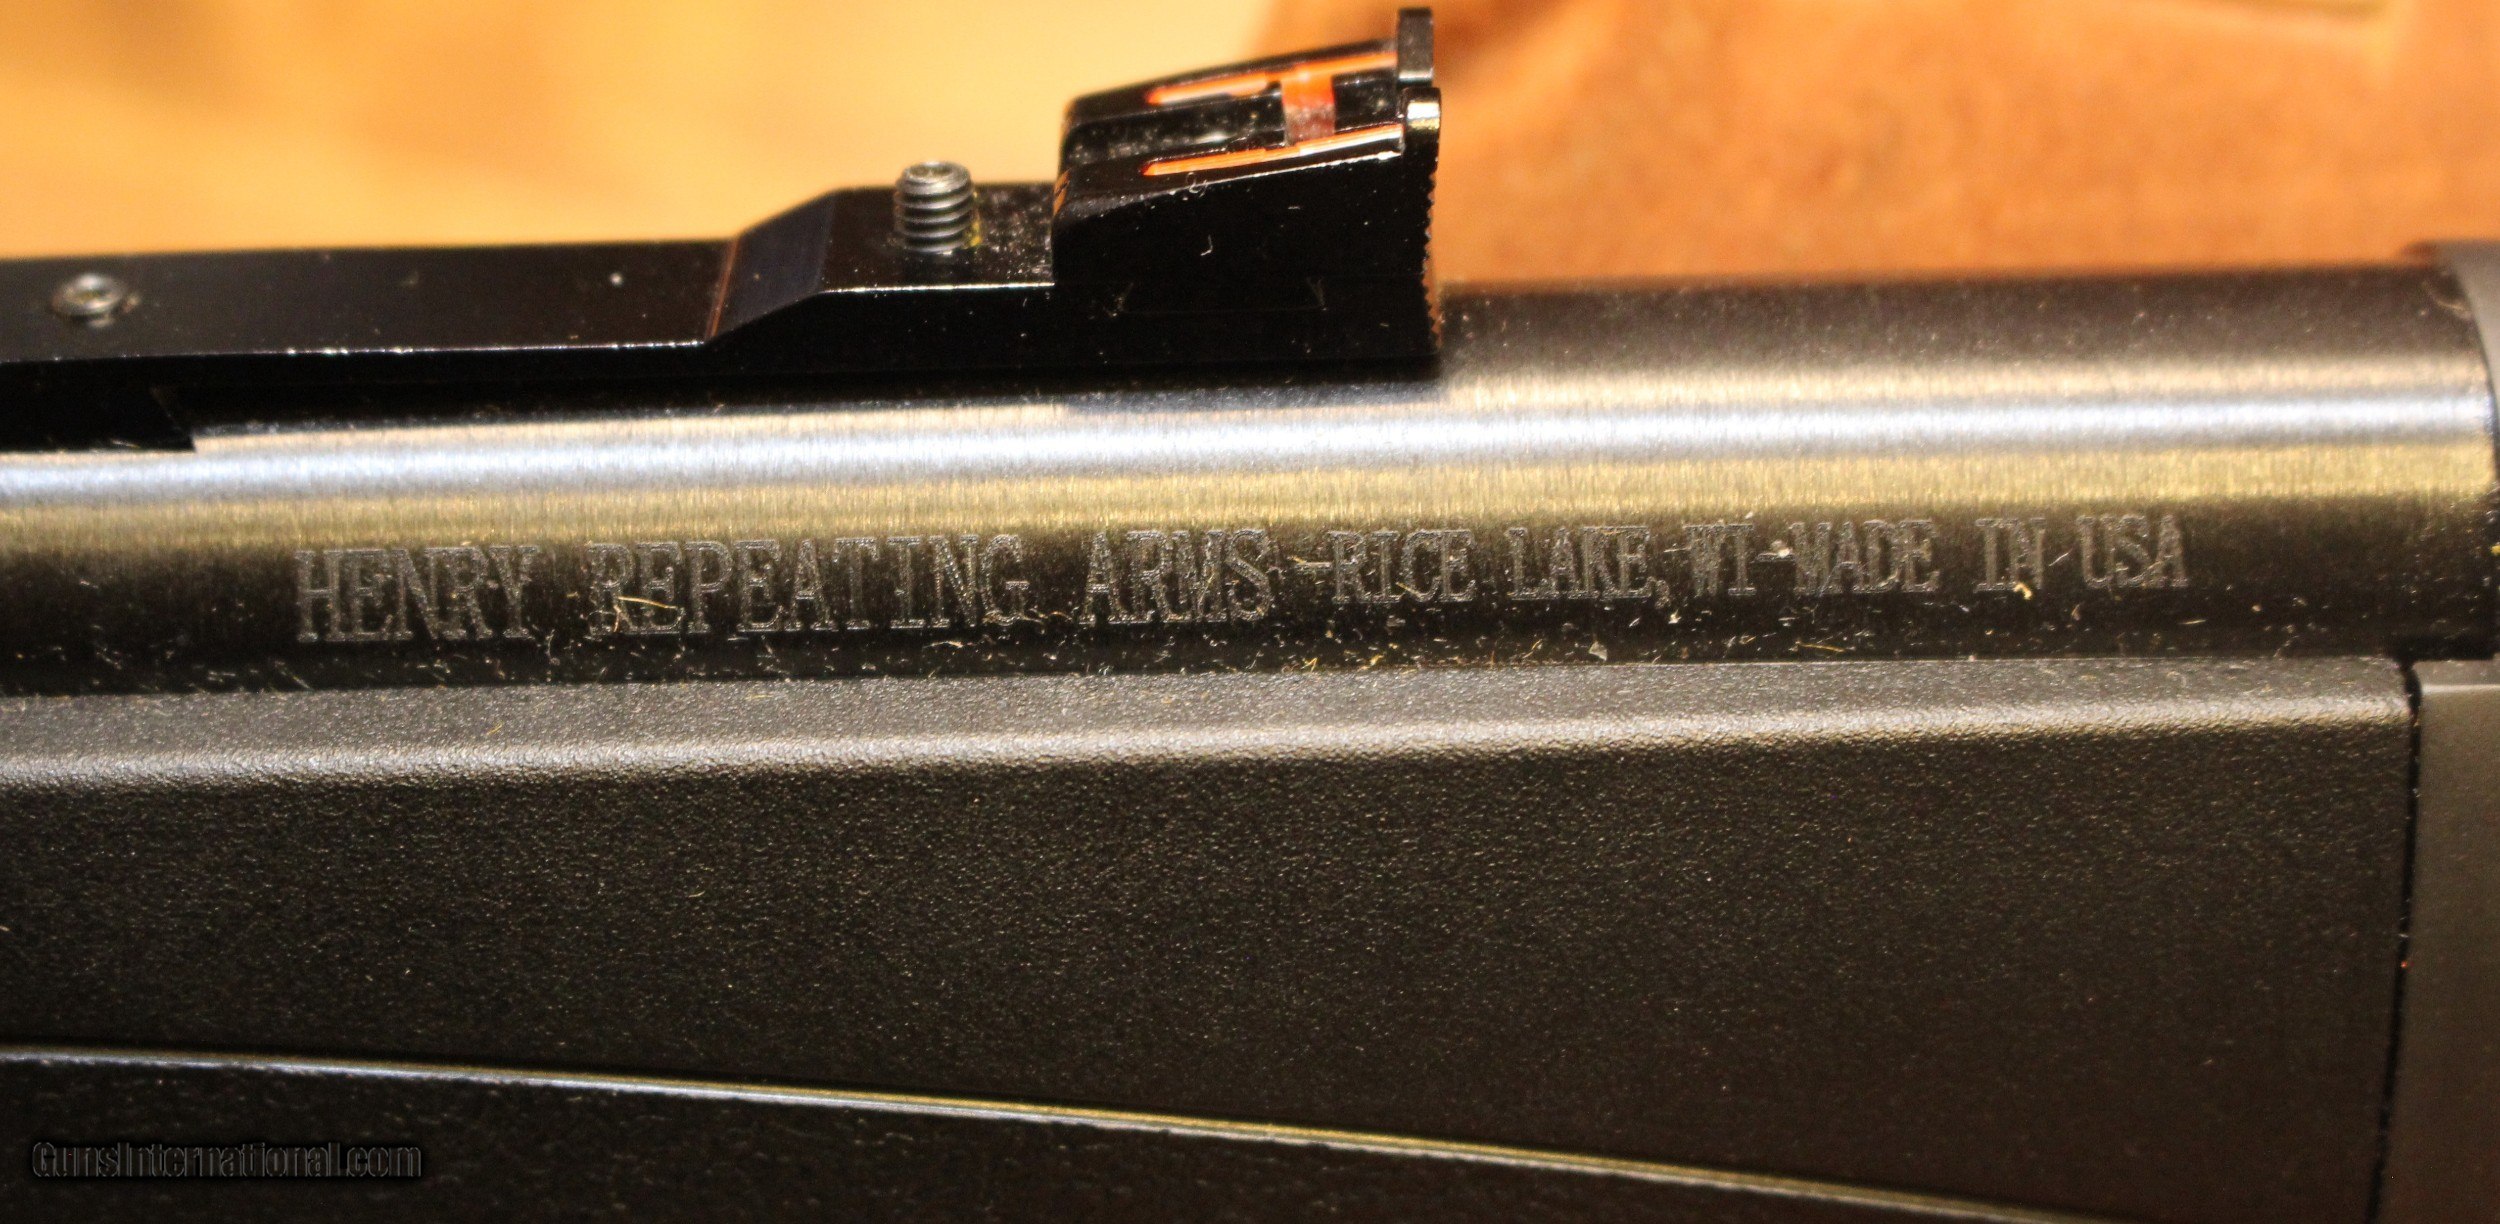 HENRY REPEATING ARMS -RICE LAKE, WI-MADE IN USA
GunsInternational.com